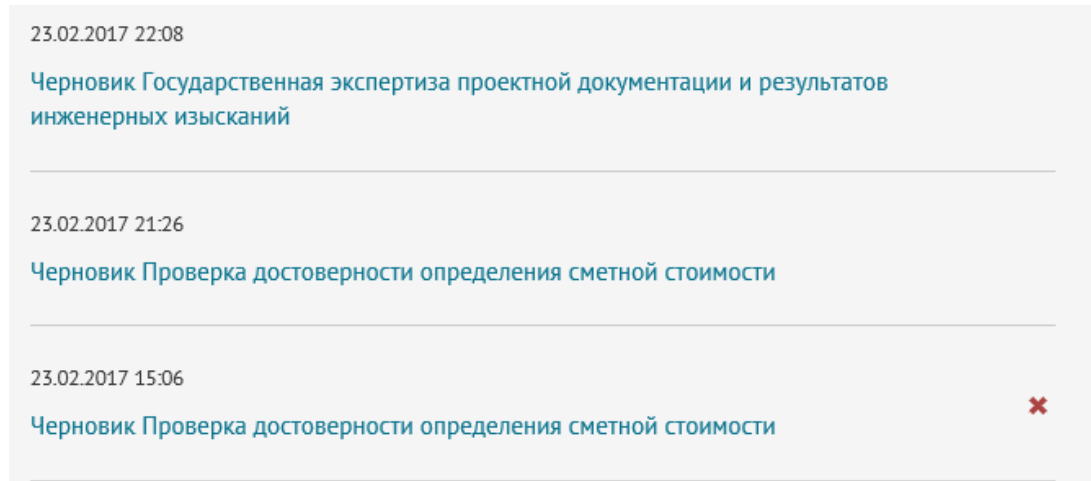 23.02.2017 22:08
Черновик Государственная экспертиза проектной документации и результатов
инженерных изысканий
23.02.2017 21:26
Черновик Проверка достоверности определения сметной стоимости
23.02.2017 15:06
Черновик Проверка достоверности определения сметной стоимости